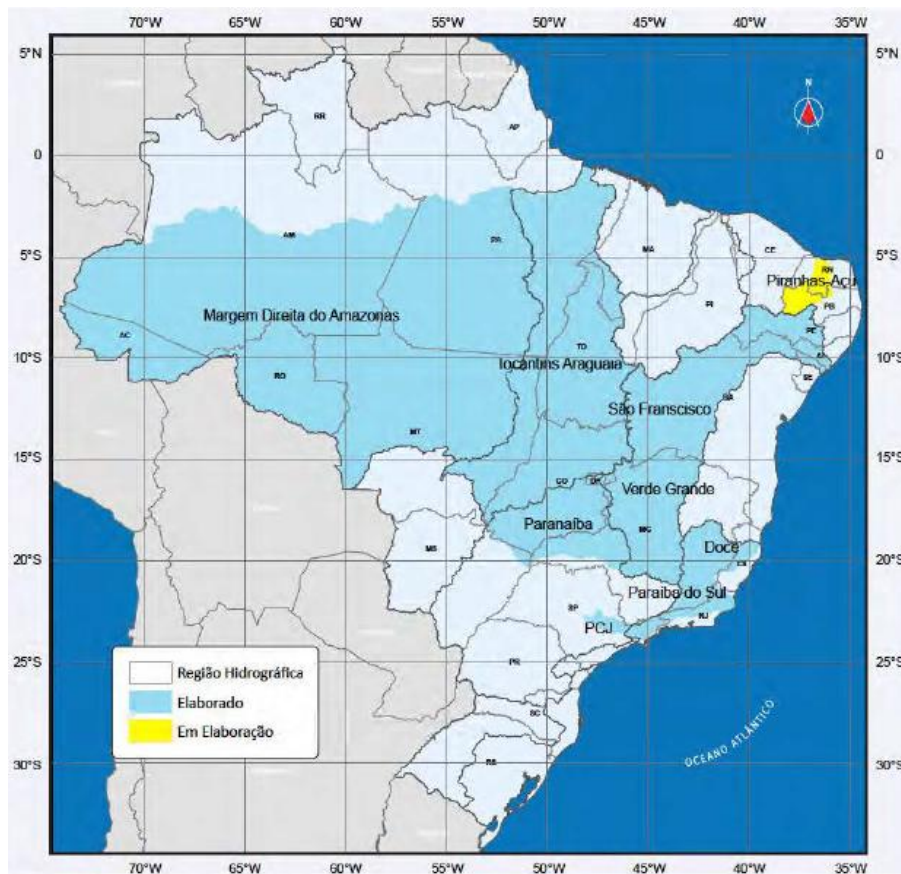 70°W 65°W 60°W 55°W 50°W 45°W 40°W 35°W
5°N 5°N
N
RR
AP
0 0
AM
PA
MA
CE
5°S 5°S
RN
Piranhas-Açu
PB
PI
Margem Direita do Amazonas
AC
PE
TO
10°S 10°S
Tocantins Araguaia
RO
SE
BA
São Franscisco
MT
15°S 15°S
GO
DF
Verde Grande
Paranaíba
MG
MS
Doce
20°S 20°S
ES
Paraíba do Sul
SP
RJ
PCJ
25°S 25°S
PR
Região Hidrográfica
Elaborado
Em Elaboração
SC
OCEANO ATLÂNTICO
30°S 30°S
RS
70°W 65°W 60°W 55°W 50°W 45°W 40°W 35°W